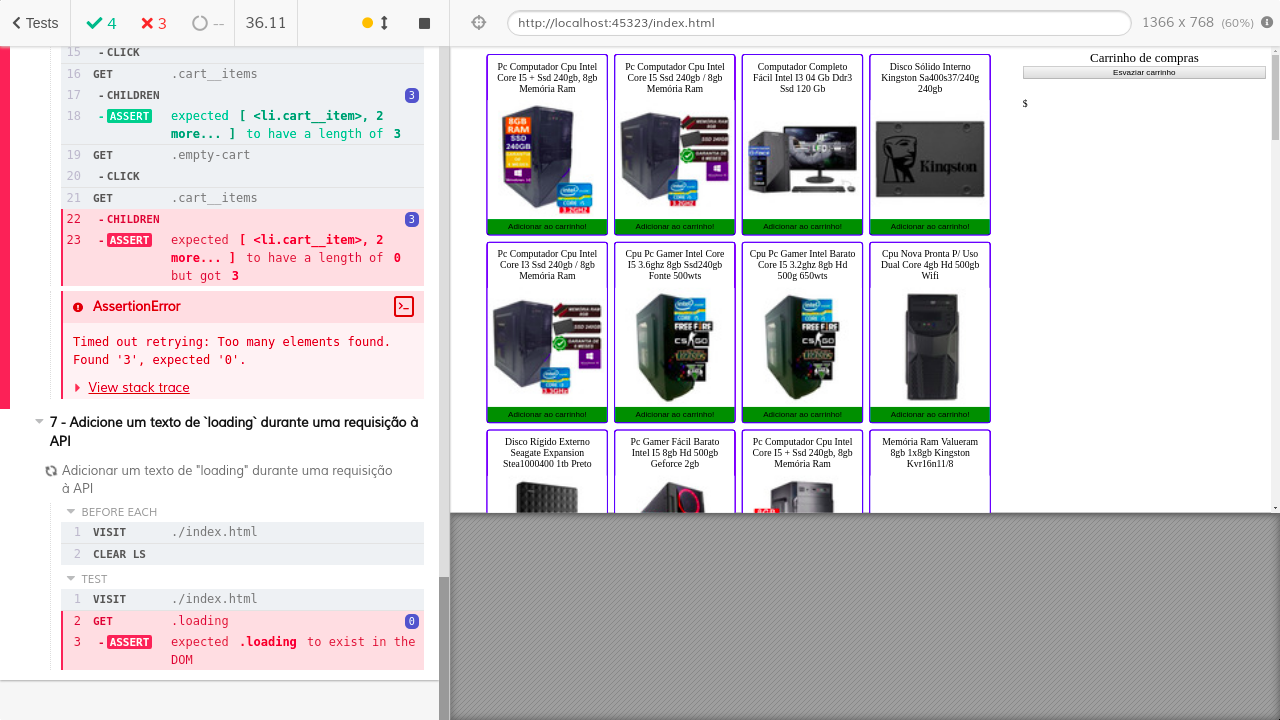 Tests
4
3
--
36.11
http://localhost:45323/index.html
1366 x 768 (60%)
15 -CLICK
16 GET .cart__items
17 -CHILDREN 3
18 -ASSERT expected [ <li.cart__item>, 2
more... ] to have a length of 3
19 GET .empty-cart
20 -CLICK
21 GET .cart__items
22 -CHILDREN 3
23 -ASSERT expected [ <li.cart__item>, 2
more... ] to have a length of 0
but got 3
AssertionError
Timed out retrying: Too many elements found.
Found '3', expected '0'.
View stack trace
7 - Adicione um texto de `loading` durante uma requisição à
API
Adicionar um texto de "loading" durante uma requisição
à API
BEFORE EACH
1 VISIT ./index.html
2 CLEAR LS
TEST
1 VISIT ./index.html
2 GET .loading 0
3 -ASSERT expected .loading to exist in the
DOM
Pc Computador Cpu Intel
Core I5 + Ssd 240gb, 8gb
Memória Ram
8GB
RAM
SSD
240GB
Adicionar ao carrinho!
Pc Computador Cpu Intel
Core I5 Ssd 240gb / 8gb
Memória Ram
Adicionar ao carrinho!
Computador Completo
Fácil Intel I3 04 Gb Ddr3
Ssd 120 Gb
Adicionar ao carrinho!
Disco Sólido Interno
Kingston Sa400s37/240g
240gb
Kingston
Adicionar ao carrinho!
Carrinho de compras
Esvaziar carrinho
$
Pc Computador Cpu Intel
Core I3 Ssd 240gb / 8gb
Memória Ram
Adicionar ao carrinho!
Cpu Pc Gamer Intel Core
I5 3.6ghz 8gb Ssd240gb
Fonte 500wts
FREE FIRE
CS:GO
Adicionar ao carrinho!
Cpu Pc Gamer Intel Barato
Core I5 3.2ghz 8gb Hd
500g 650wts
FREE FIRE
CS:GO
Adicionar ao carrinho!
Cpu Nova Pronta P/ Uso
Dual Core 4gb Hd 500gb
Wifi
Adicionar ao carrinho!
Disco Rígido Externo
Seagate Expansion
Stea1000400 1tb Preto
Pc Gamer Fácil Barato
Intel I5 8gb Hd 500gb
Geforce 2gb
Pc Computador Cpu Intel
Core I5 + Ssd 240gb, 8gb
Memória Ram
8GB
Memória Ram Valueram
8gb 1x8gb Kingston
Kvr16n11/8